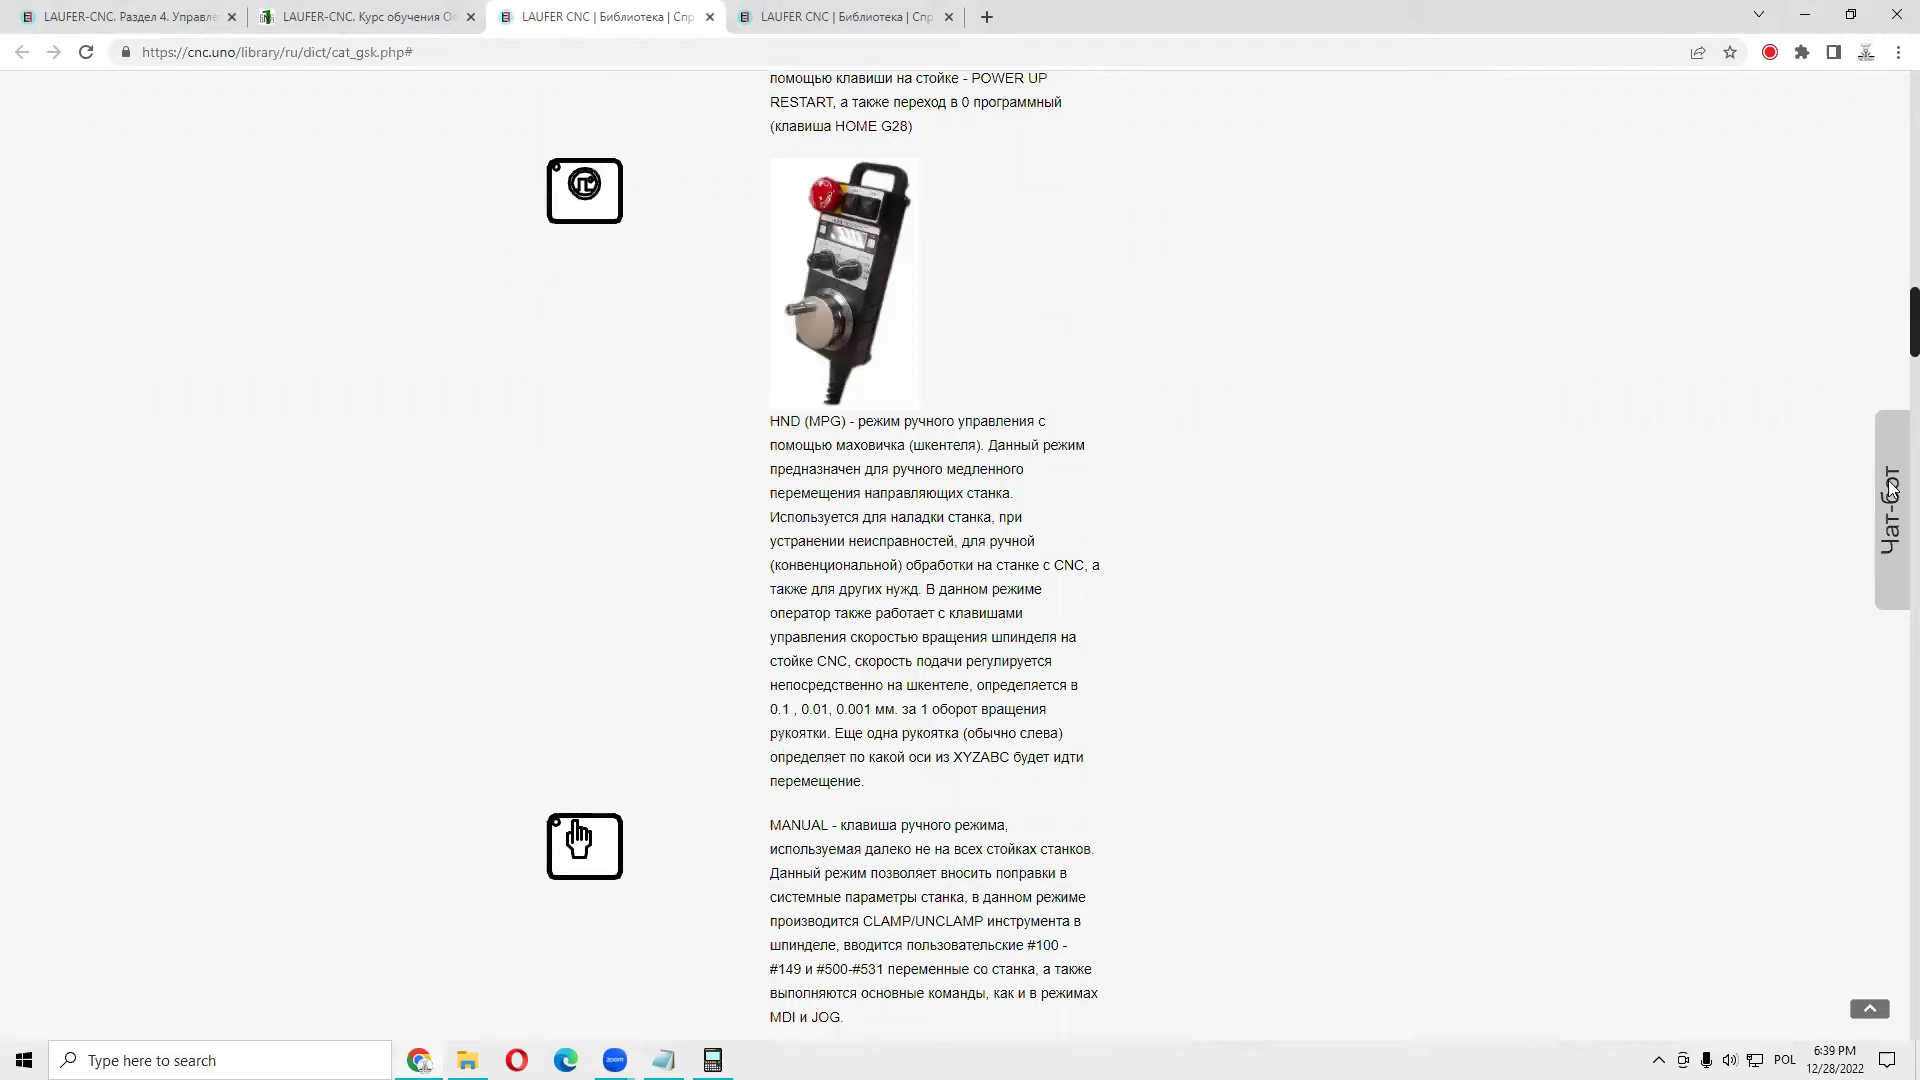 LAUFER-CNC. Раздел 4. Управле
LAUFER-CNC. Курс обучения Ос
LAUFER CNC | Библиотека | Спр
LAUFER CNC | Библиотека | Спр
https://cnc.uno/library/ru/dict/cat_gsk.php#
помощью клавиши на стойке - POWER UP
RESTART, а также переход в 0 программный
(клавиша HOME G28)
HND (MPG) - режим ручного управления с
помощью маховичка (шкентеля). Данный режим
предназначен для ручного медленного
перемещения направляющих станка.
Используется для наладки станка, при
устранении неисправностей, для ручной
(конвенциональной) обработки на станке с CNC, а
также для других нужд. В данном режиме
оператор также работает с клавишами
управления скоростью вращения шпинделя на
стойке CNC, скорость подачи регулируется
непосредственно на шкентеле, определяется в
0.1 , 0.01, 0.001 мм. за 1 оборот вращения
рукоятки. Еще одна рукоятка (обычно слева)
определяет по какой оси из XYZABC будет идти
перемещение.
Чат-бот
MANUAL - клавиша ручного режима,
используемая далеко не на всех стойках станков.
Данный режим позволяет вносить поправки в
системные параметры станка, в данном режиме
производится CLAMP/UNCLAMP инструмента в
шпинделе, вводится пользовательские #100 -
#149 и #500-#531 переменные со станка, а также
выполняются основные команды, как и в режимах
MDI и JOG.
Type here to search
zoom
POL
6:39 PM
12/28/2022